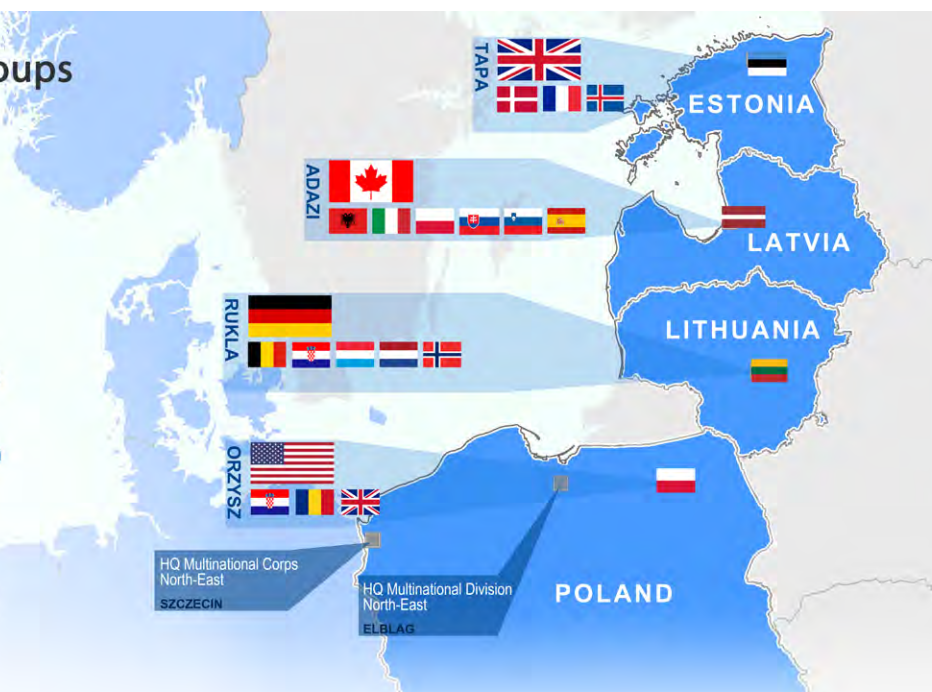 TAPA
ESTONIA
ADAZI
LATVIA
RUKLA
LITHUANIA
ORZYSZ
HQ Multinational Corps
North-East
SZCZECIN
HQ Multinational Division
North-East
ELBLAG
POLAND